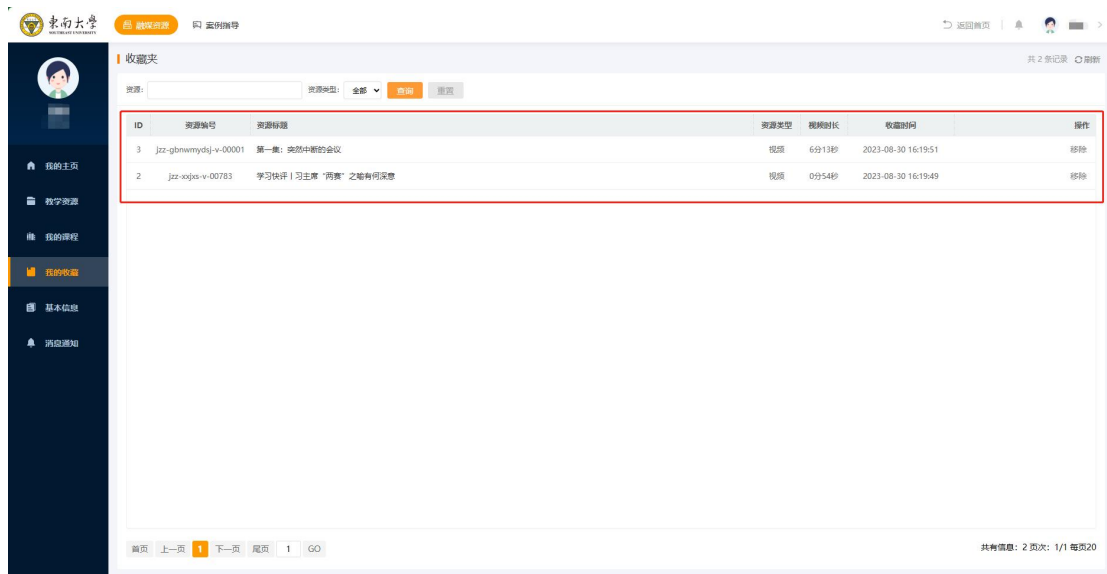 東南大學 融媒资源 案例指导 返回首页
SOUTHEAST UNIVERSITY
收藏夹 共 2 条记录 刷新
资源: 资源类型: 全部 查询 重置
ID 资源编号 资源标题 资源类型 视频时长 收藏时间 操作
3 jzz-gbnwmydsj-v-00001 第一集：突然中断的会议 视频 6分13秒 2023-08-30 16:19:51 移除
2 jzz-xxjxs-v-00783 学习快评丨习主席“两赛”之喻有何深意 视频 0分54秒 2023-08-30 16:19:49 移除
我的主页
教学资源
我的课程
我的收藏
基本信息
消息通知
首页 上一页 1 下一页 尾页 1 GO 共有信息：2 页次：1/1 每页20